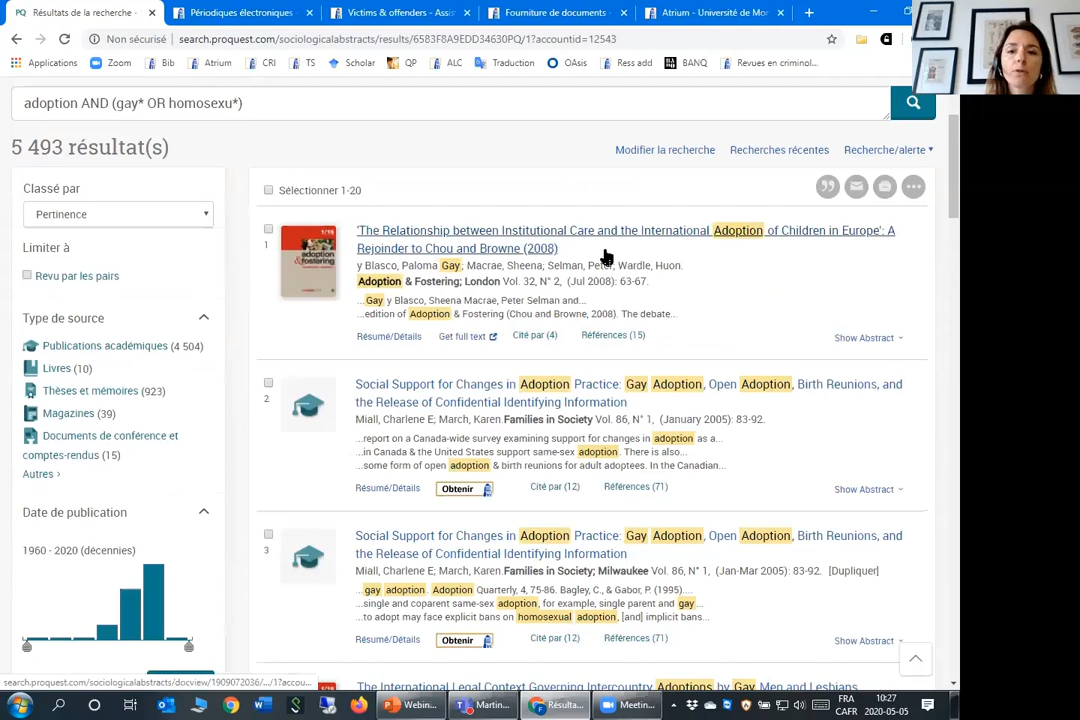 PQ Résultats de la recherche -
Périodiques électroniques
Victims & offenders - Assis
Fourniture de documents -
Atrium - Université de Mo
Non sécurisé
search.proquest.com/sociologicalabstracts/results/6583F8A9EDD34630PQ/1?accountid=12543
Applications
Zoom
Bib
Atrium
CRI
TS
Scholar
QP
ALC
Traduction
OAsis
Ress add
BANQ
Revues en criminol...
adoption AND (gay* OR homosexu*)
5 493 résultat(s)
Modifier la recherche
Recherches récentes
Recherche/alerte
Classé par
Pertinence
Limiter à
Revu par les pairs
Type de source
Publications académiques (4 504)
Livres (10)
Thèses et mémoires (923)
Magazines (39)
Documents de conférence et
comptes-rendus (15)
Autres ›
Date de publication
1960 - 2020 (décennies)
Sélectionner 1-20
1
adoption
&fostering
'The Relationship between Institutional Care and the International Adoption of Children in Europe': A
Rejoinder to Chou and Browne (2008)
y Blasco, Paloma Gay; Macrae, Sheena; Selman, Peter; Wardle, Huon.
Adoption & Fostering; London Vol. 32, N° 2, (Jul 2008): 63-67.
...Gay y Blasco, Sheena Macrae, Peter Selman and...
...edition of Adoption & Fostering (Chou and Browne, 2008). The debate...
Résumé/Détails
Get full text
Cité par (4)
Références (15)
Show Abstract
2
Social Support for Changes in Adoption Practice: Gay Adoption, Open Adoption, Birth Reunions, and
the Release of Confidential Identifying Information
Miall, Charlene E; March, Karen.Families in Society Vol. 86, N° 1, (January 2005): 83-92.
...report on a Canada-wide survey examining support for changes in adoption as a...
...in Canada & the United States support same-sex adoption. There is also...
...some form of open adoption & birth reunions for adult adoptees. In the Canadian...
Résumé/Détails
Obtenir
Cité par (12)
Références (71)
Show Abstract
3
Social Support for Changes in Adoption Practice: Gay Adoption, Open Adoption, Birth Reunions, and
the Release of Confidential Identifying Information
Miall, Charlene E; March, Karen.Families in Society; Milwaukee Vol. 86, N° 1, (Jan-Mar 2005): 83-92. [Dupliquer]
...gay adoption. Adoption Quarterly, 4, 75-86. Bagley, C., & Gabor, P. (1995)....
...single and coparent same-sex adoption, for example, single parent and gay...
...to adopt may face explicit bans on homosexual adoption, [and] implicit bans...
Résumé/Détails
Obtenir
Cité par (12)
Références (71)
Show Abstract
The International Legal Context Governing Intercountry Adoptions by Gay Men and Lesbians
search.proquest.com/sociologicalabstracts/docview/1909072036/.../1?accou...
Webin...
Martin...
Résulta...
Meetin...
FRA
CAFR
10:27
2020-05-05